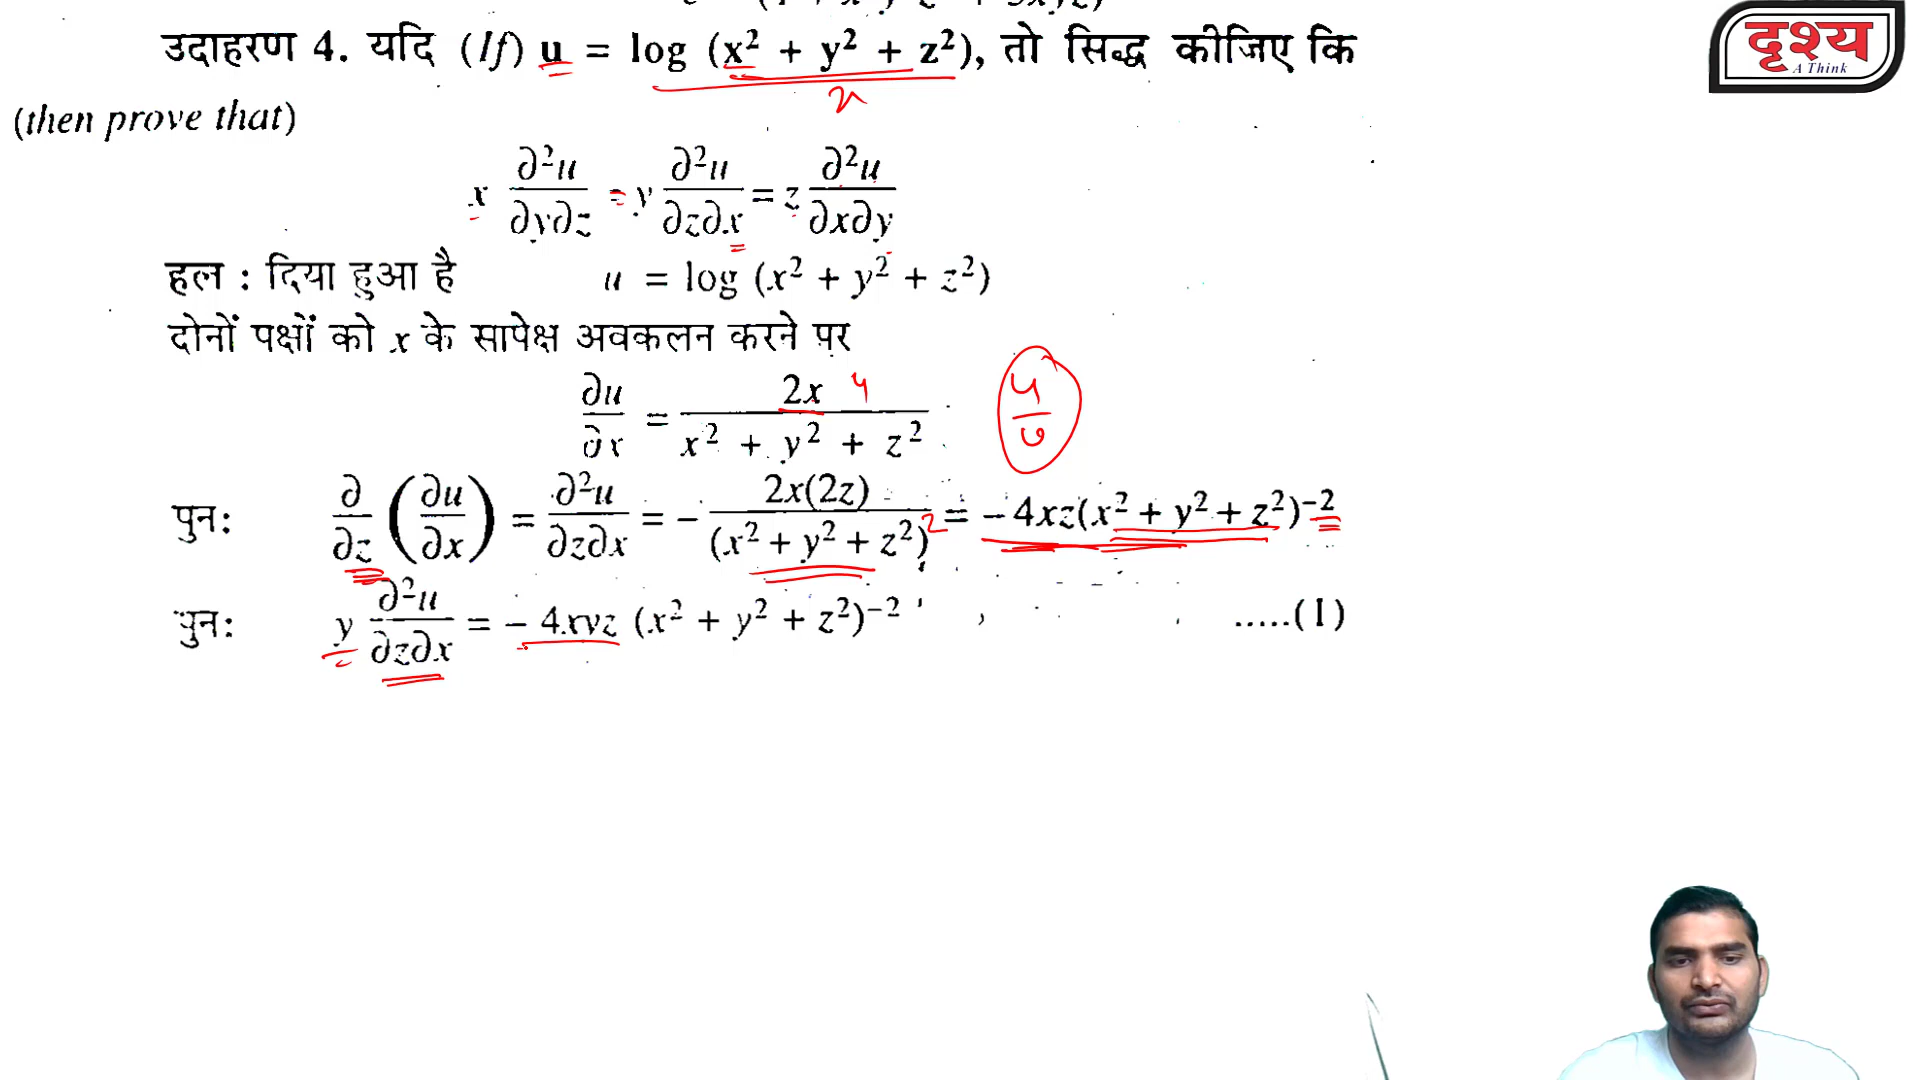 उदाहरण 4. यदि (If) u = log (x² + y² + z²), तो सिद्ध कीजिए कि
दृश्य
A Think
(then prove that)
x ∂²u/∂y∂z = y ∂²u/∂z∂x = z ∂²u/∂x∂y
हल : दिया हुआ है u = log (x² + y² + z²)
दोनों पक्षों को x के सापेक्ष अवकलन करने पर
∂u/∂x = 2x/(x² + y² + z²)
पुनः ∂/∂z (∂u/∂x) = ∂²u/∂z∂x = – 2x(2z)/(x² + y² + z²)² = – 4xz(x² + y² + z²)⁻²
पुनः y ∂²u/∂z∂x = – 4xyz (x² + y² + z²)⁻² .....(1)